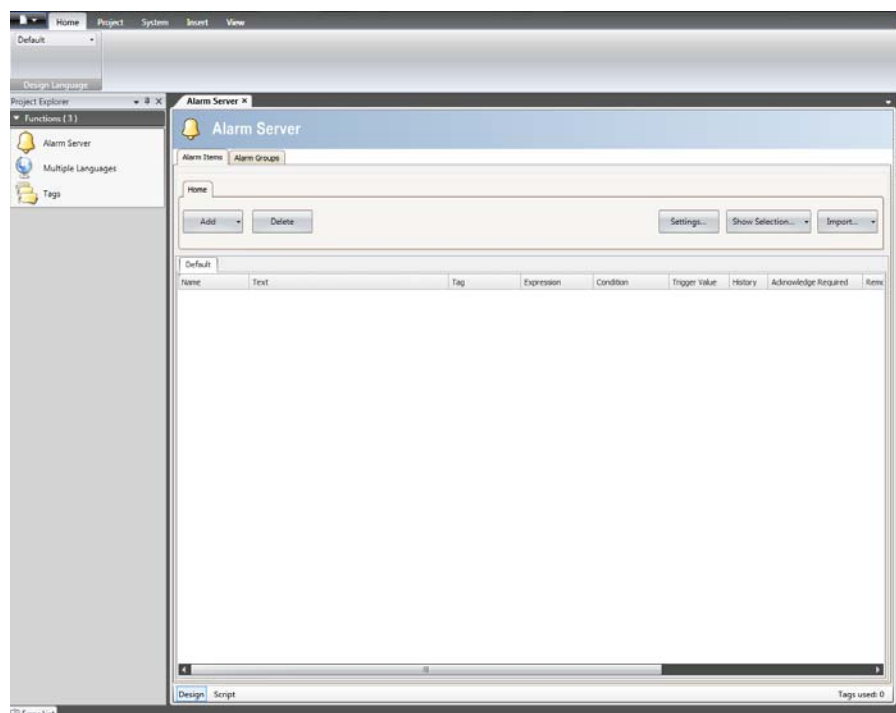 Home Project System Insert View
Default
Design Language
Project Explorer
Functions ( 3 )
Alarm Server
Multiple Languages
Tags
Alarm Server
Alarm Server
Alarm Items Alarm Groups
Home
Add Delete Settings... Show Selection... Import...
Default
Name Text Tag Expression Condition Trigger Value History Acknowledge Required Remo
Design Script Tags used: 0